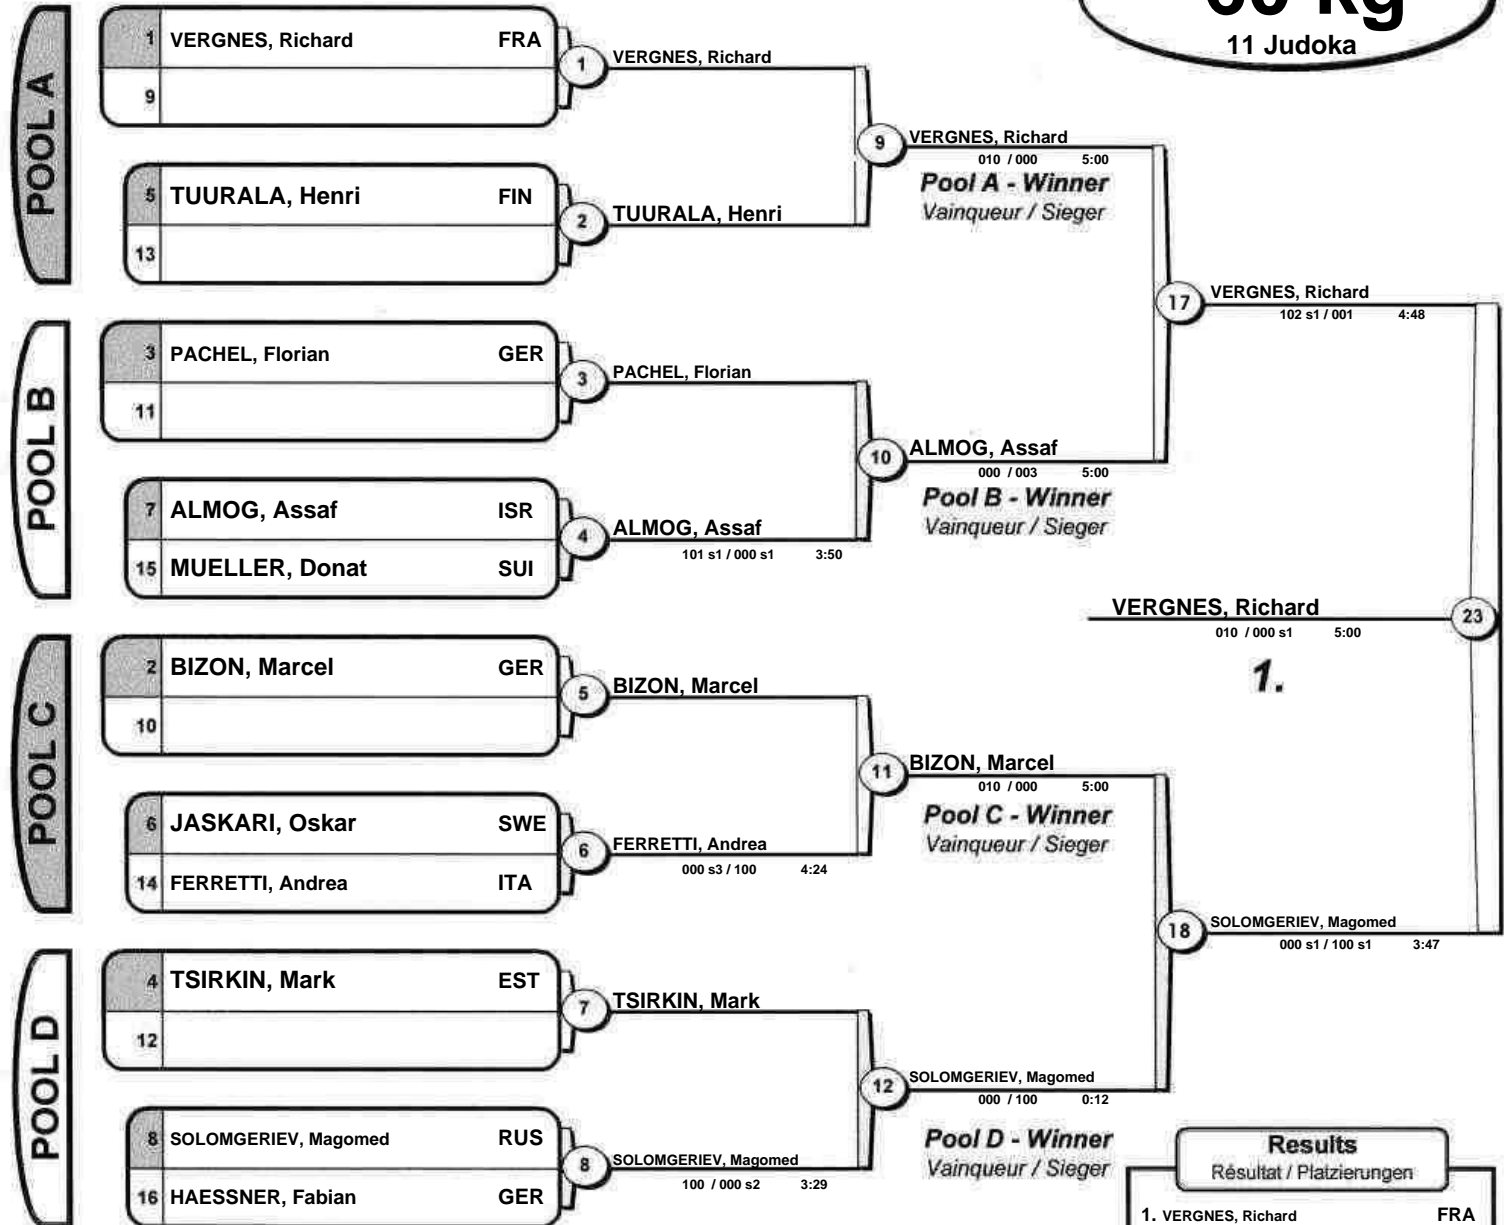 60 kg
11 Judoka
POOL A
1 VERGNES, Richard FRA
9
1 VERGNES, Richard
5 TUURALA, Henri FIN
13
2 TUURALA, Henri
9 VERGNES, Richard
010 / 000 5:00
Pool A - Winner
Vainqueur / Sieger
POOL B
3 PACHEL, Florian GER
11
3 PACHEL, Florian
7 ALMOG, Assaf ISR
15 MUELLER, Donat SUI
4 ALMOG, Assaf
101 s1 / 000 s1 3:50
10 ALMOG, Assaf
000 / 003 5:00
Pool B - Winner
Vainqueur / Sieger
17 VERGNES, Richard
102 s1 / 001 4:48
VERGNES, Richard 23
010 / 000 s1 5:00
1.
POOL C
2 BIZON, Marcel GER
10
5 BIZON, Marcel
6 JASKARI, Oskar SWE
14 FERRETTI, Andrea ITA
6 FERRETTI, Andrea
000 s3 / 100 4:24
11 BIZON, Marcel
010 / 000 5:00
Pool C - Winner
Vainqueur / Sieger
18 SOLOMGERIEV, Magomed
000 s1 / 100 s1 3:47
POOL D
4 TSIRKIN, Mark EST
12
7 TSIRKIN, Mark
8 SOLOMGERIEV, Magomed RUS
16 HAESSNER, Fabian GER
8 SOLOMGERIEV, Magomed
100 / 000 s2 3:29
12 SOLOMGERIEV, Magomed
000 / 100 0:12
Pool D - Winner
Vainqueur / Sieger
Results
Résultat / Platzierungen
1. VERGNES, Richard FRA